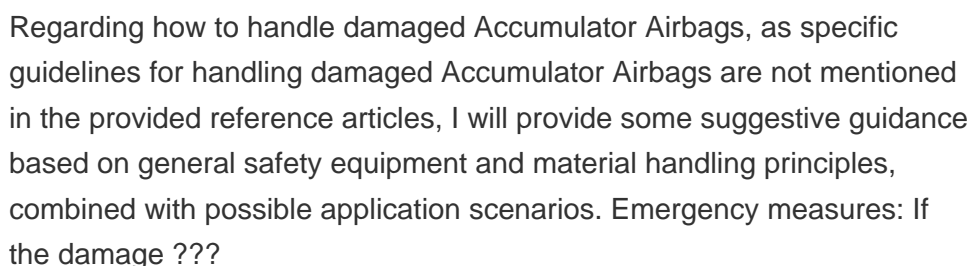 Regarding how to handle damaged Accumulator Airbags, as specific
guidelines for handling damaged Accumulator Airbags are not mentioned
in the provided reference articles, I will provide some suggestive guidance
based on general safety equipment and material handling principles,
combined with possible application scenarios. Emergency measures: If
the damage ???